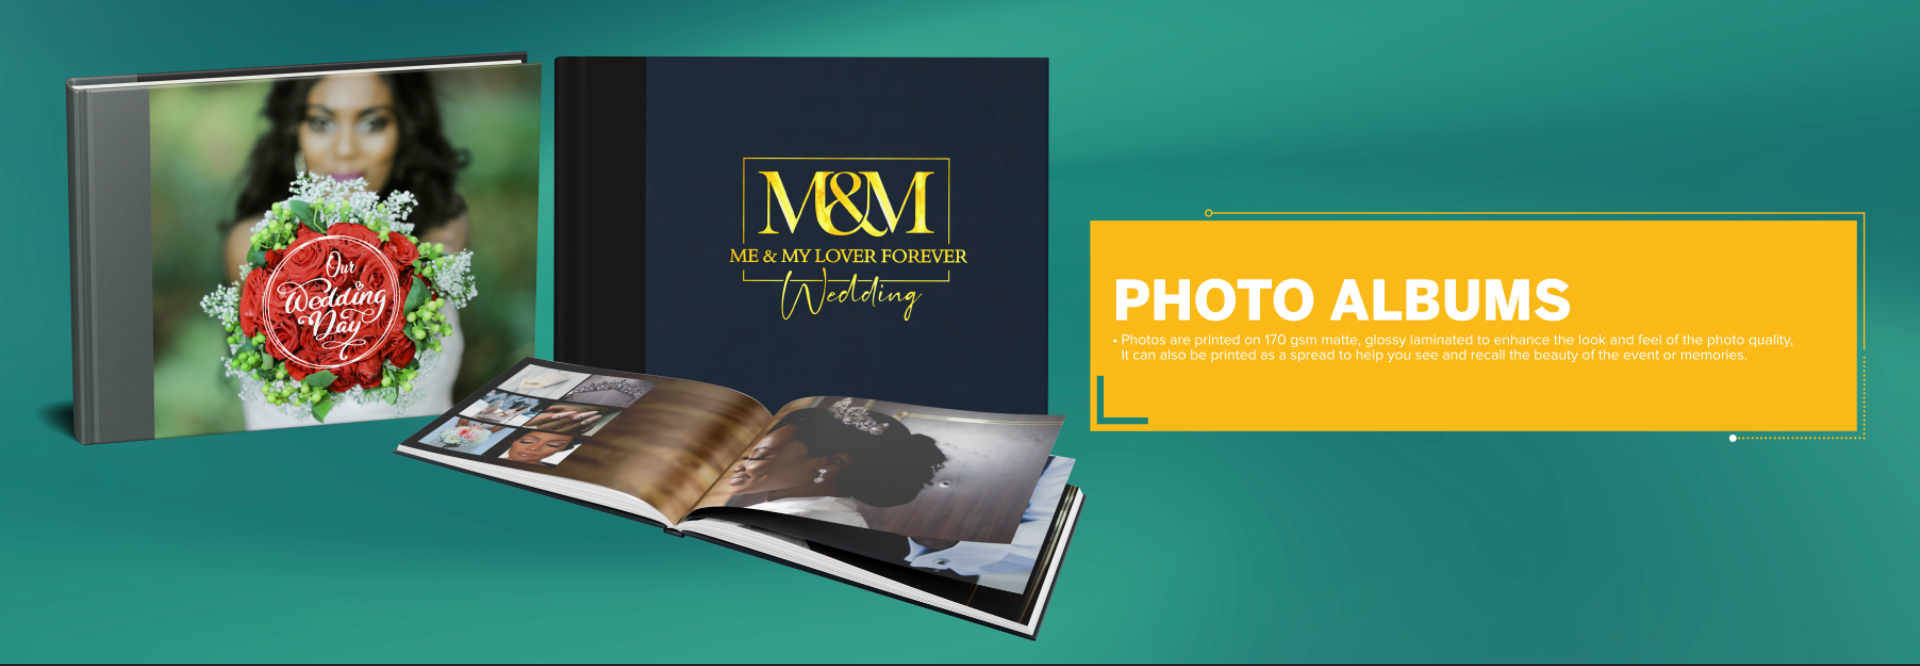 Our
Wedding
Day
M&M
ME & MY LOVER FOREVER
Wedding
PHOTO ALBUMS
• Photos are printed on 170 gsm matte, glossy laminated to enhance the look and feel of the photo quality,
It can also be printed as a spread to help you see and recall the beauty of the event or memories.